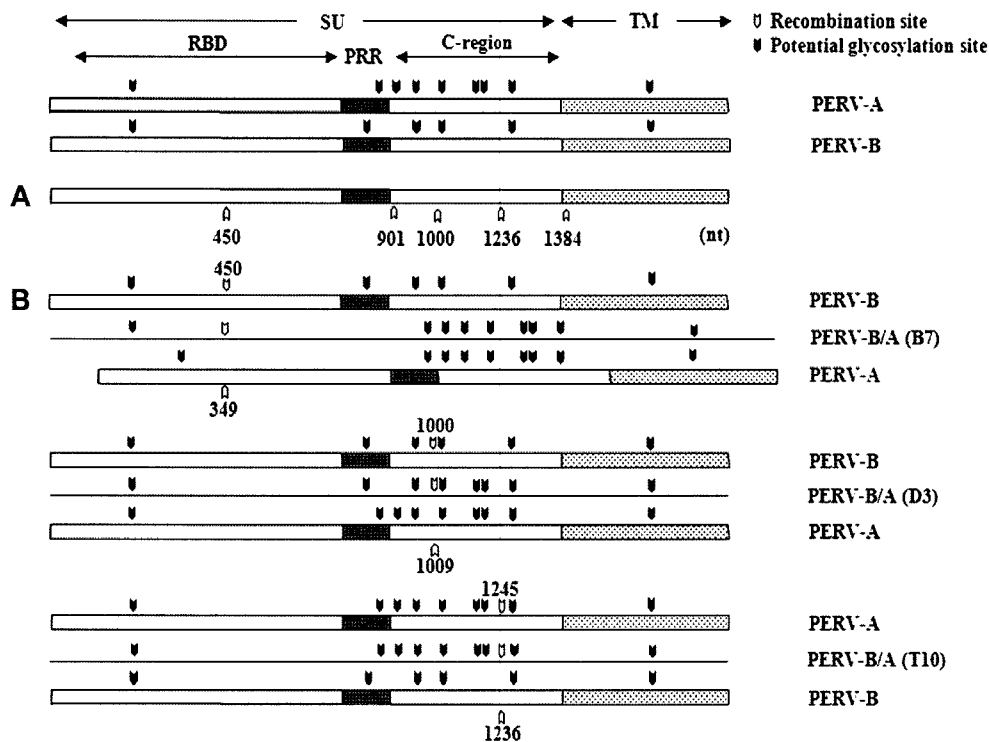 SU
TM
Recombination site
RBD
PRR
C-region
Potential glycosylation site
PERV-A
PERV-B
A
450
901
1000
1236
1384
(nt)
450
B
PERV-B
PERV-B/A (B7)
PERV-A
349
1000
PERV-B
PERV-B/A (D3)
PERV-A
1009
1245
PERV-A
PERV-B/A (T10)
PERV-B
1236